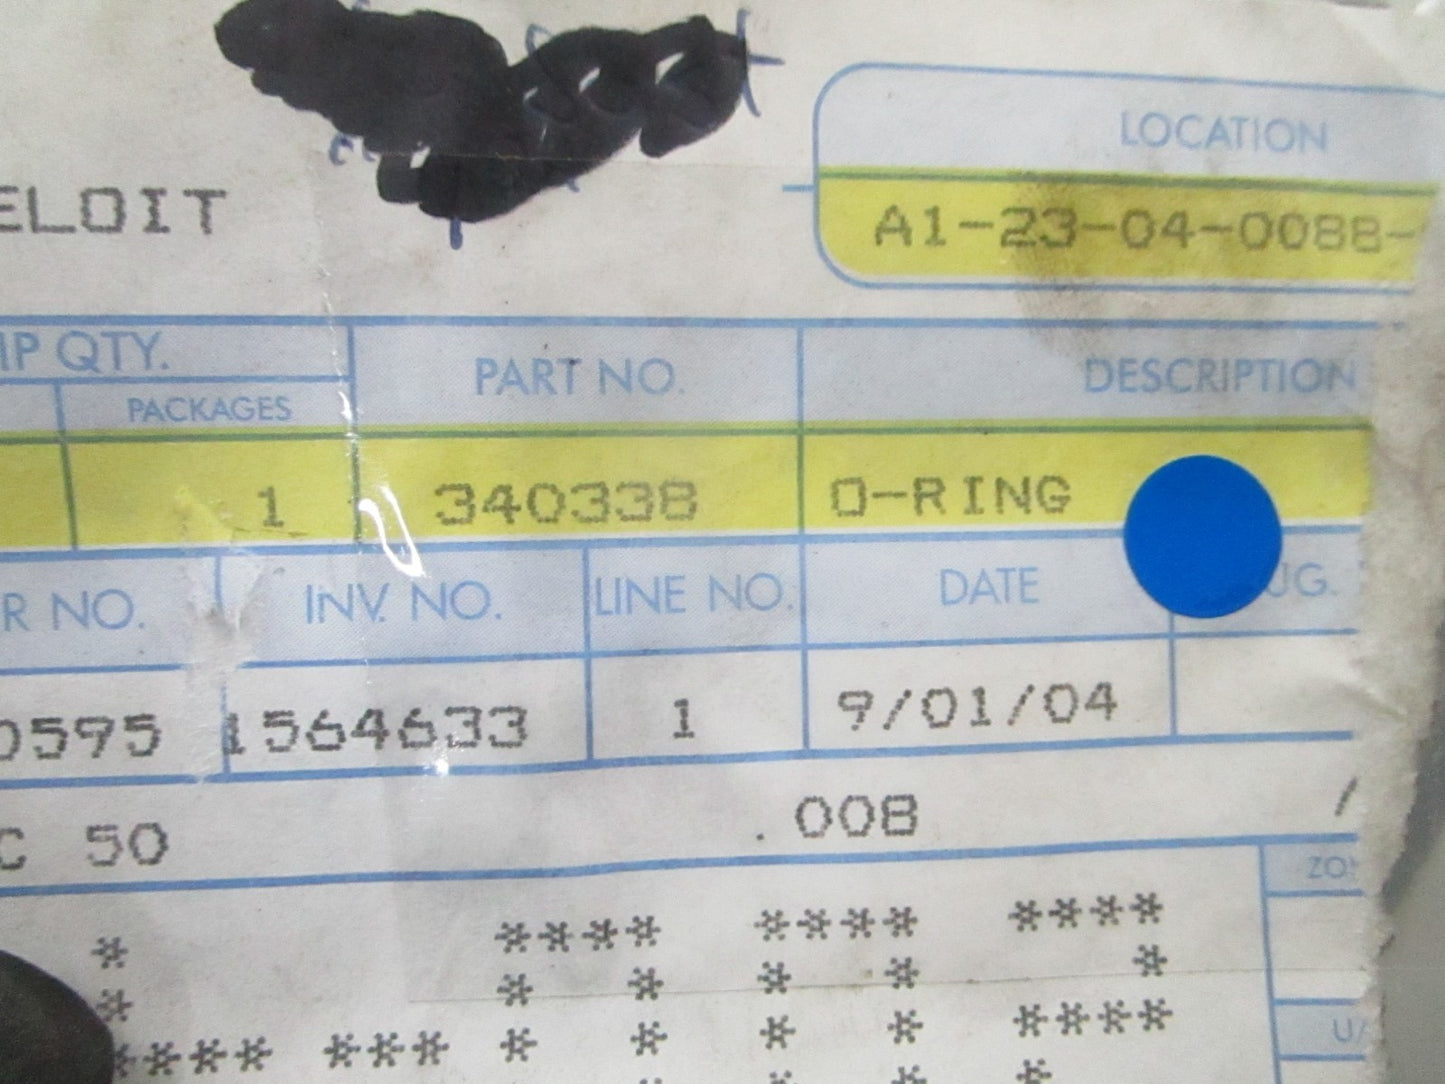 LOCATION
ELOIT A1-23-04-0088-
IP QTY. PART NO. DESCRIPTION
PACKAGES
1 340338 O-RING
R NO. INV. NO. LINE NO. DATE
0595 1564633 1 9/01/04
C 50 .008 /
**** **** ****
* * * * * *
* **** *** * * * * ****